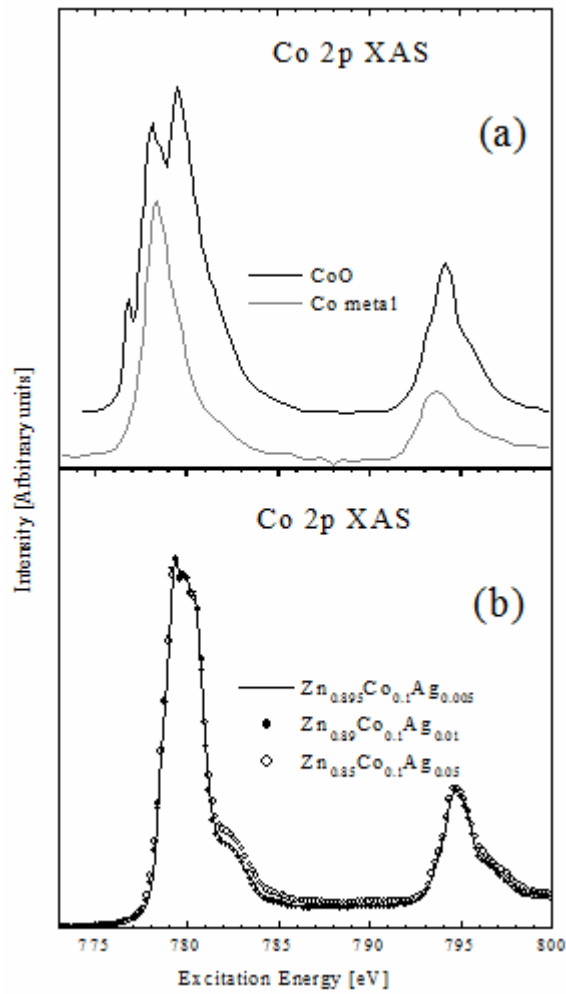 Co 2p XAS
(a)
CoO
Co metal
Intensity [Arbitrary units]
Co 2p XAS
(b)
Zn0.895Co0.1Ag0.005
Zn0.89Co0.1Ag0.01
Zn0.85Co0.1Ag0.05
775 780 785 790 795 800
Excitation Energy [eV]